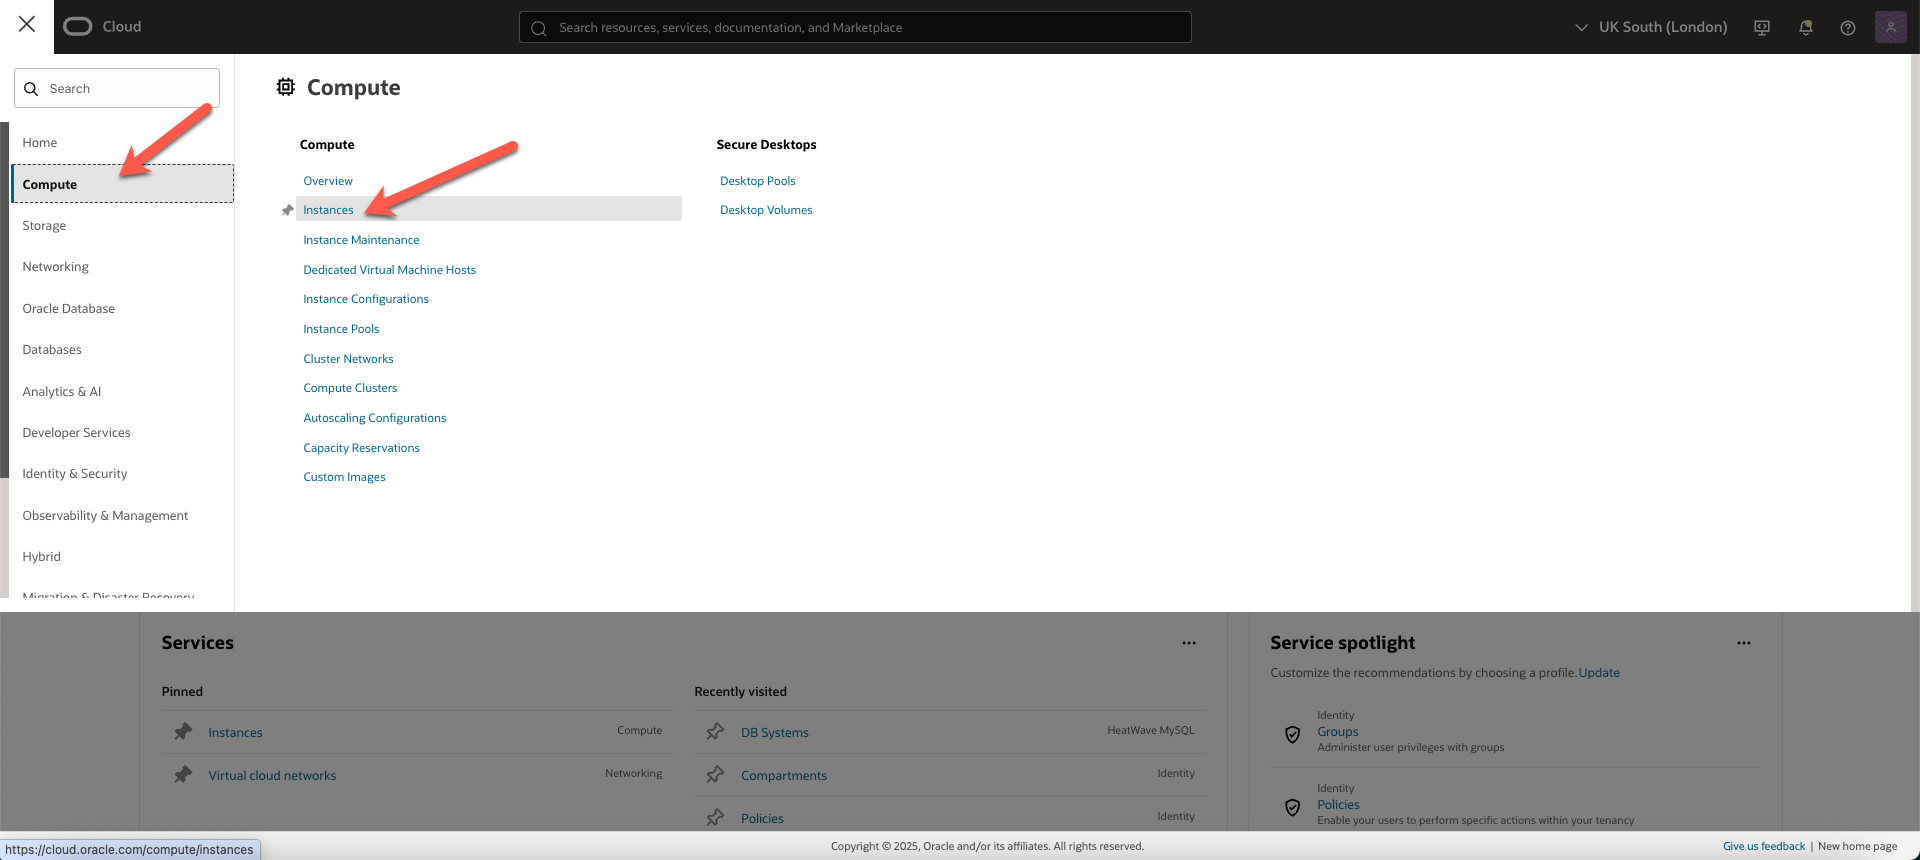 Cloud
Search resources, services, documentation, and Marketplace
UK South (London)
Search
Home
Compute
Storage
Networking
Oracle Database
Databases
Analytics & AI
Developer Services
Identity & Security
Observability & Management
Hybrid
Migration & Disaster Recovery
Compute
Compute
Overview
Instances
Instance Maintenance
Dedicated Virtual Machine Hosts
Instance Configurations
Instance Pools
Cluster Networks
Compute Clusters
Autoscaling Configurations
Capacity Reservations
Custom Images
Secure Desktops
Desktop Pools
Desktop Volumes
Services
Pinned
Instances Compute
Virtual cloud networks Networking
Recently visited
DB Systems HeatWave MySQL
Compartments Identity
Policies Identity
Service spotlight
Customize the recommendations by choosing a profile. Update
Identity
Groups
Administer user privileges with groups
Identity
Policies
Enable your users to perform specific actions within your tenancy
https://cloud.oracle.com/compute/instances
Copyright © 2025, Oracle and/or its affiliates. All rights reserved.
Give us feedback | New home page